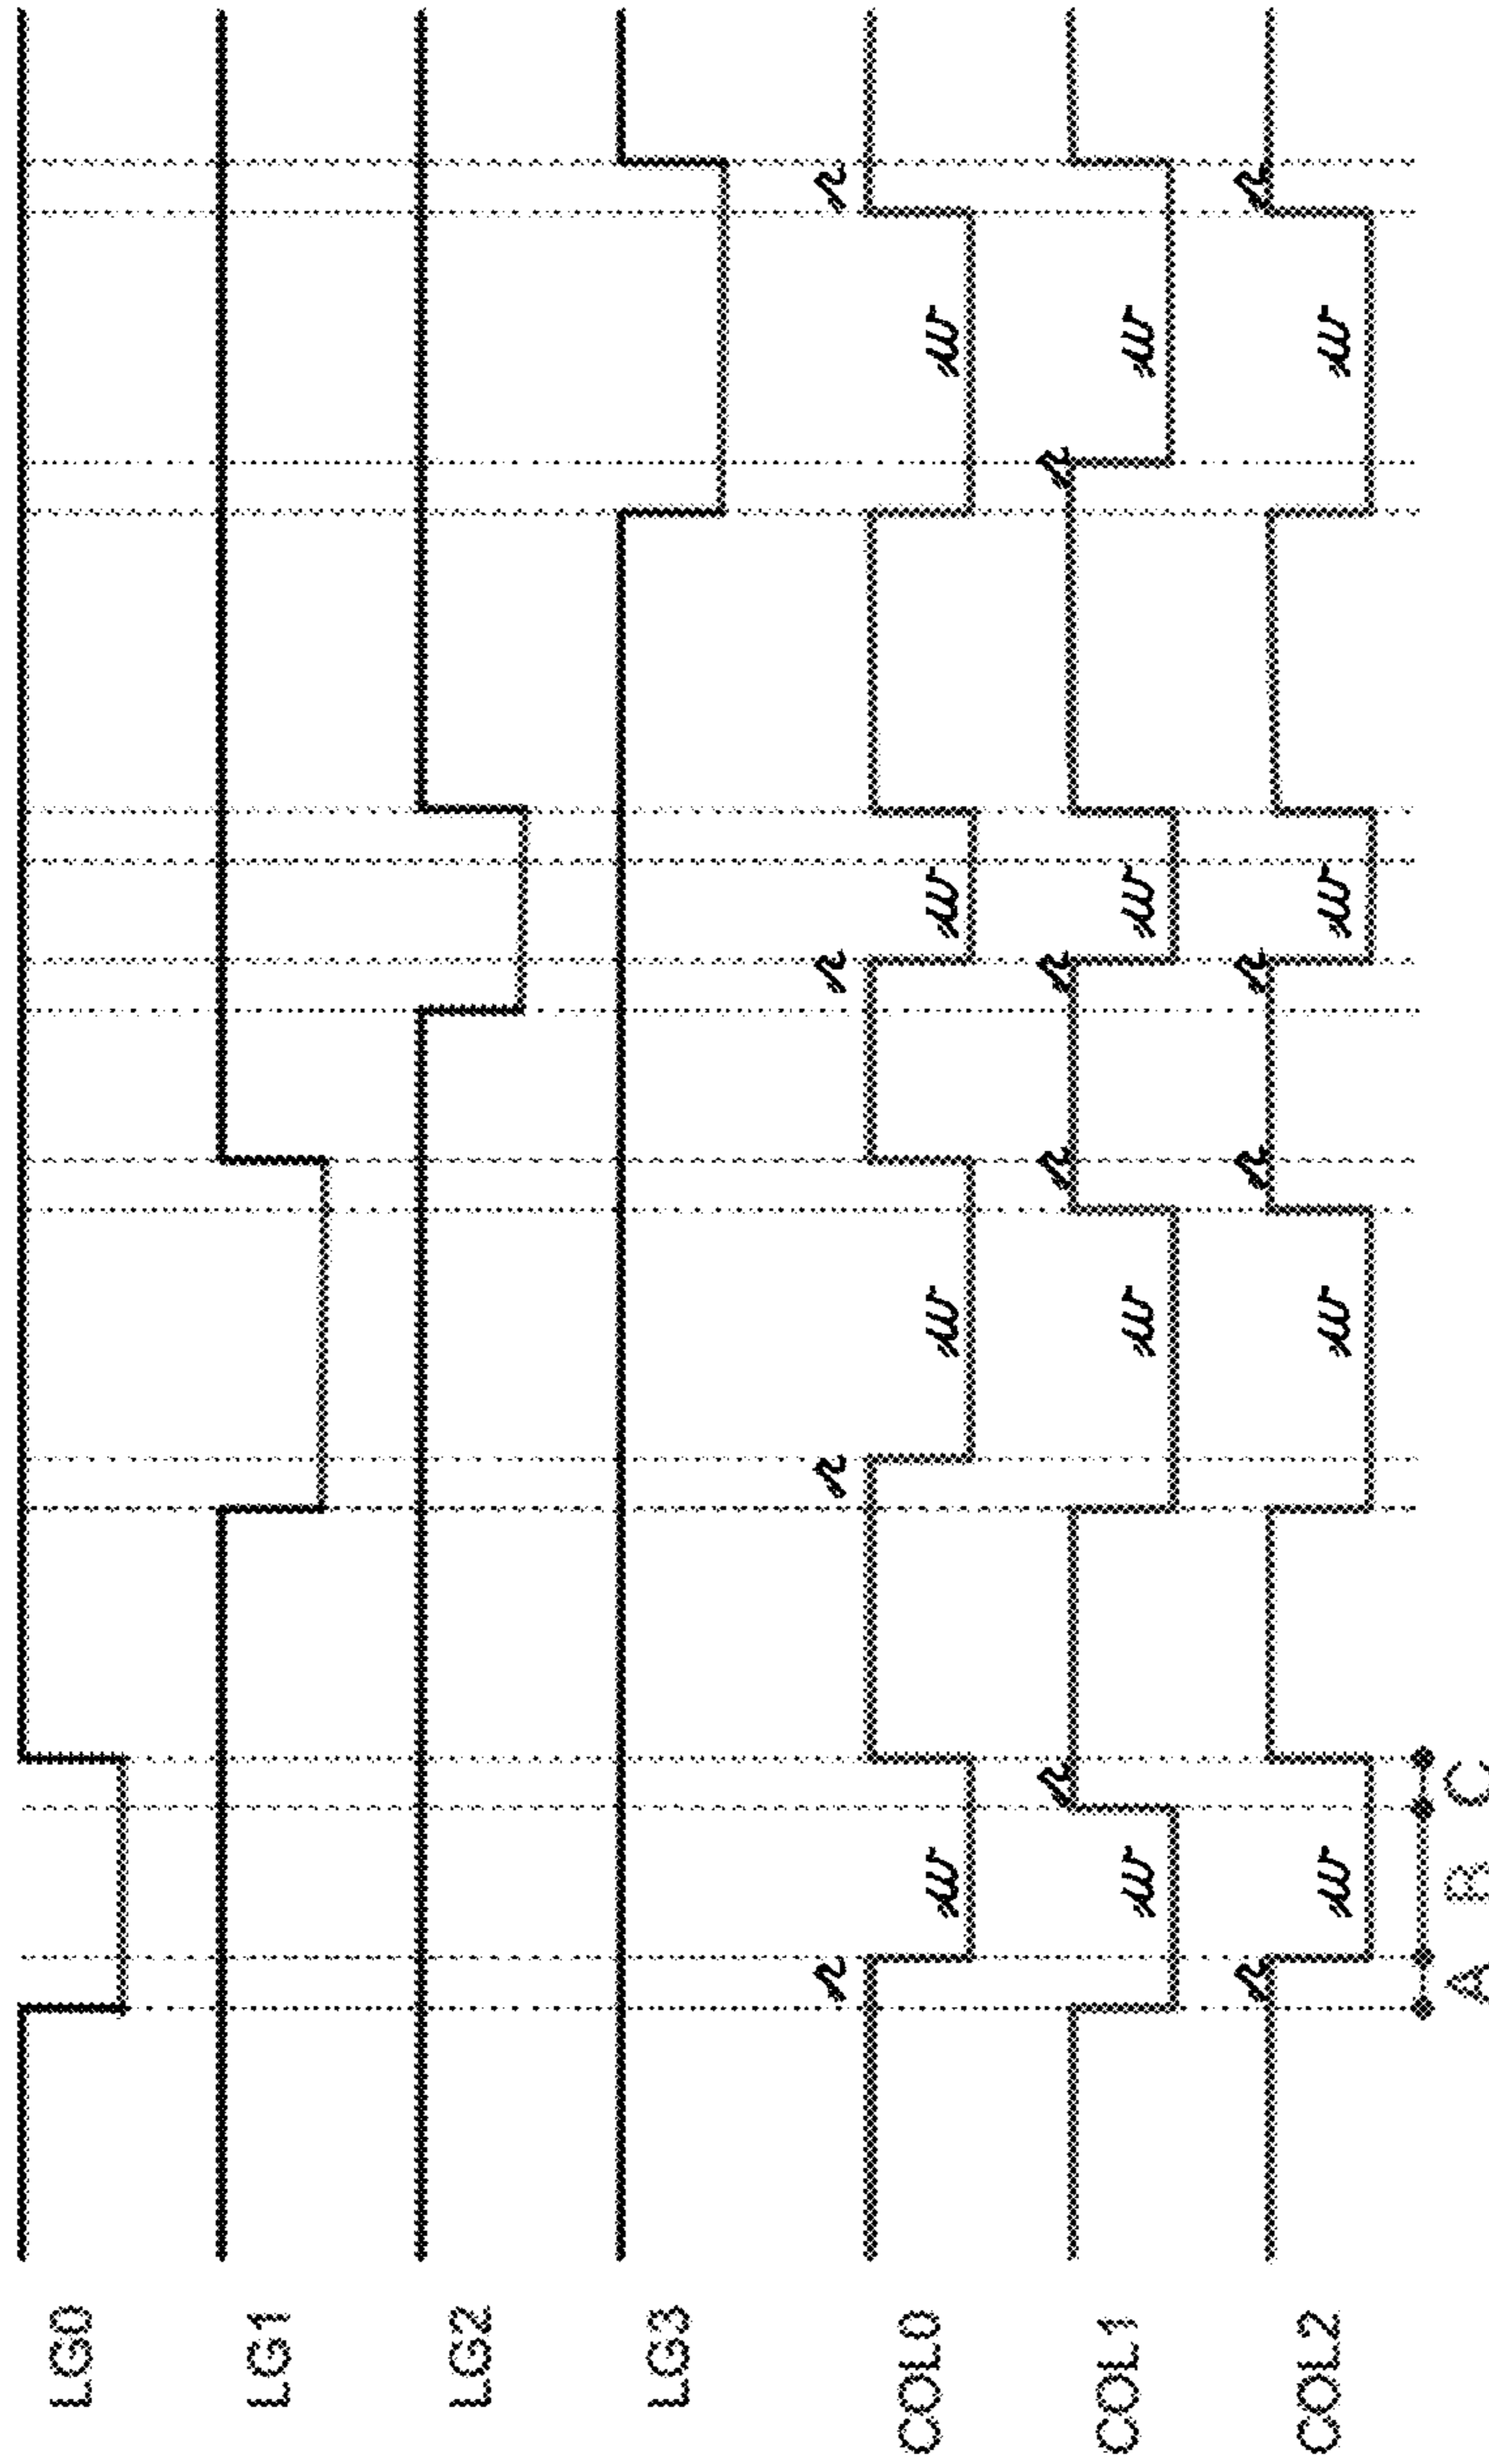 LG0
LG1
LG2
LG3
COL0 r w r w r w w r
COL1 w r w r r w r w
COL2 r w w r r w w r
A B C